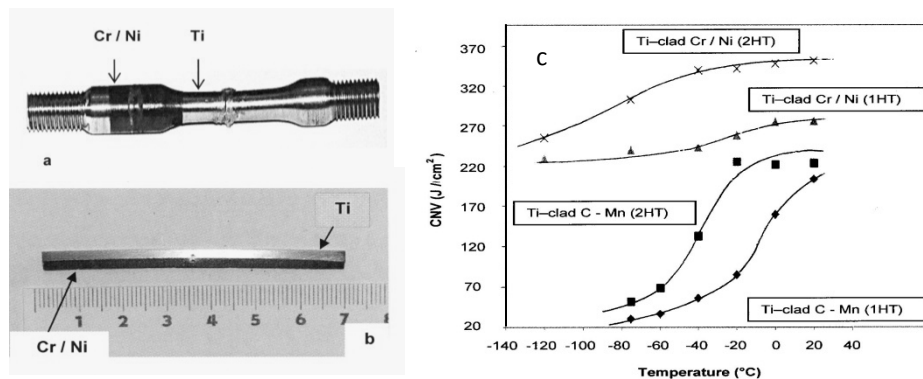 Cr / Ni
Ti
a
Ti
1 2 3 4 5 6 7 8
Cr / Ni
b
C
CNV (J /cm²)
370
320
270
220
170
120
70
20
Ti–clad Cr / Ni (2HT)
Ti–clad Cr / Ni (1HT)
Ti–clad C - Mn (2HT)
Ti–clad C - Mn (1HT)
-140 -120 -100 -80 -60 -40 -20 0 20 40
Temperature (°C)